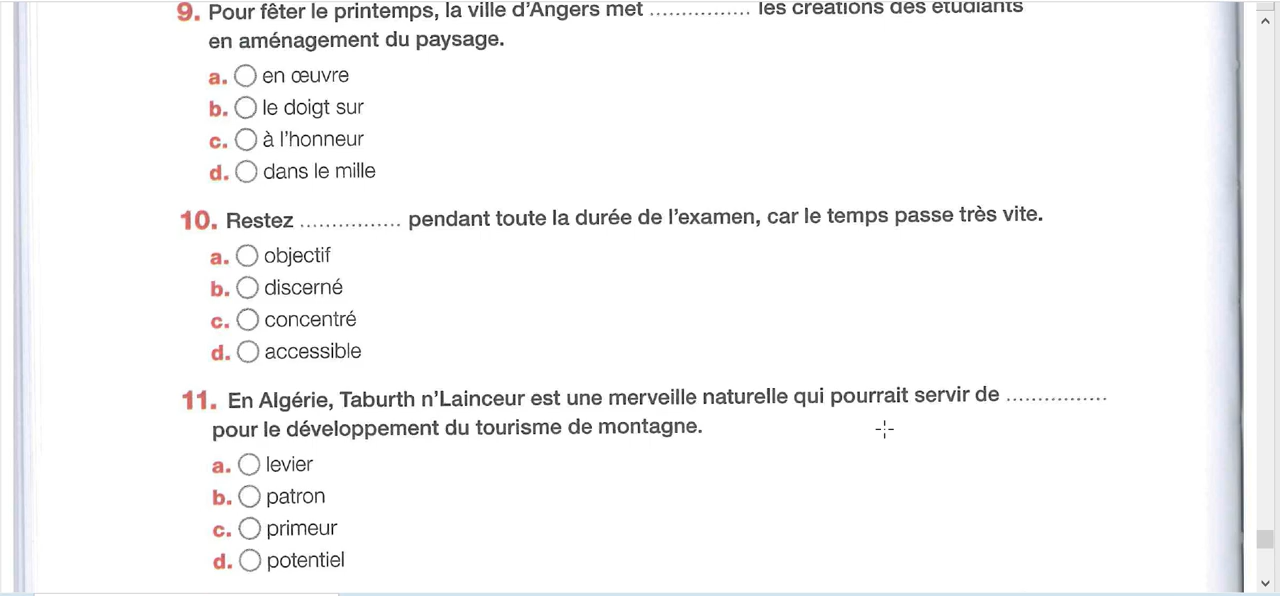 9. Pour fêter le printemps, la ville d'Angers met ................ les créations des étudiants
en aménagement du paysage.
a. en œuvre
b. le doigt sur
c. à l'honneur
d. dans le mille
10. Restez ................ pendant toute la durée de l'examen, car le temps passe très vite.
a. objectif
b. discerné
c. concentré
d. accessible
11. En Algérie, Taburth n'Lainceur est une merveille naturelle qui pourrait servir de ................
pour le développement du tourisme de montagne.
a. levier
b. patron
c. primeur
d. potentiel